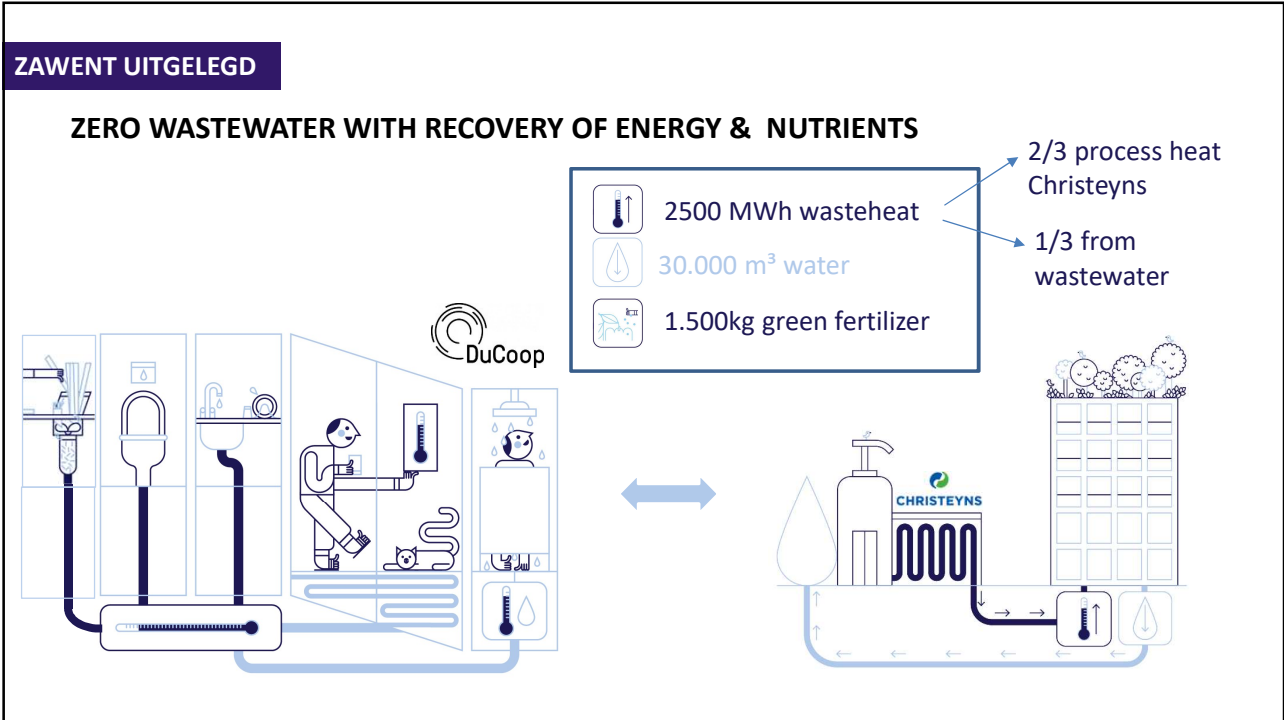 ZAWENT UITGELEGD
ZERO WASTEWATER WITH RECOVERY OF ENERGY & NUTRIENTS
2500 MWh wasteheat
30.000 m³ water
1.500kg green fertilizer
2/3 process heat
Christeyns
1/3 from
wastewater
DuCoop
CHRISTEYNS